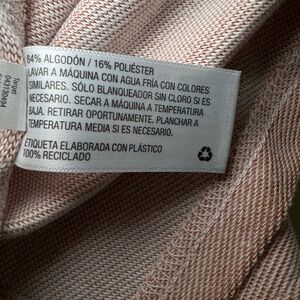 84% ALGODÓN / 16% POLIÉSTER
LAVAR A MÁQUINA CON AGUA FRÍA CON COLORES
SIMILARES. SÓLO BLANQUEADOR SIN CLORO SI ES
NECESARIO. SECAR A MÁQUINA A TEMPERATURA
BAJA. RETIRAR OPORTUNAMENTE. PLANCHAR A
TEMPERATURA MEDIA SI ES NECESARIO.
ETIQUETA ELABORADA CON PLÁSTICO
100% RECICLADO